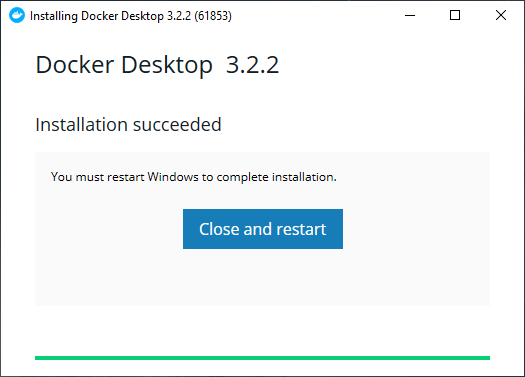 Installing Docker Desktop 3.2.2 (61853)
Docker Desktop 3.2.2
Installation succeeded
You must restart Windows to complete installation.
Close and restart